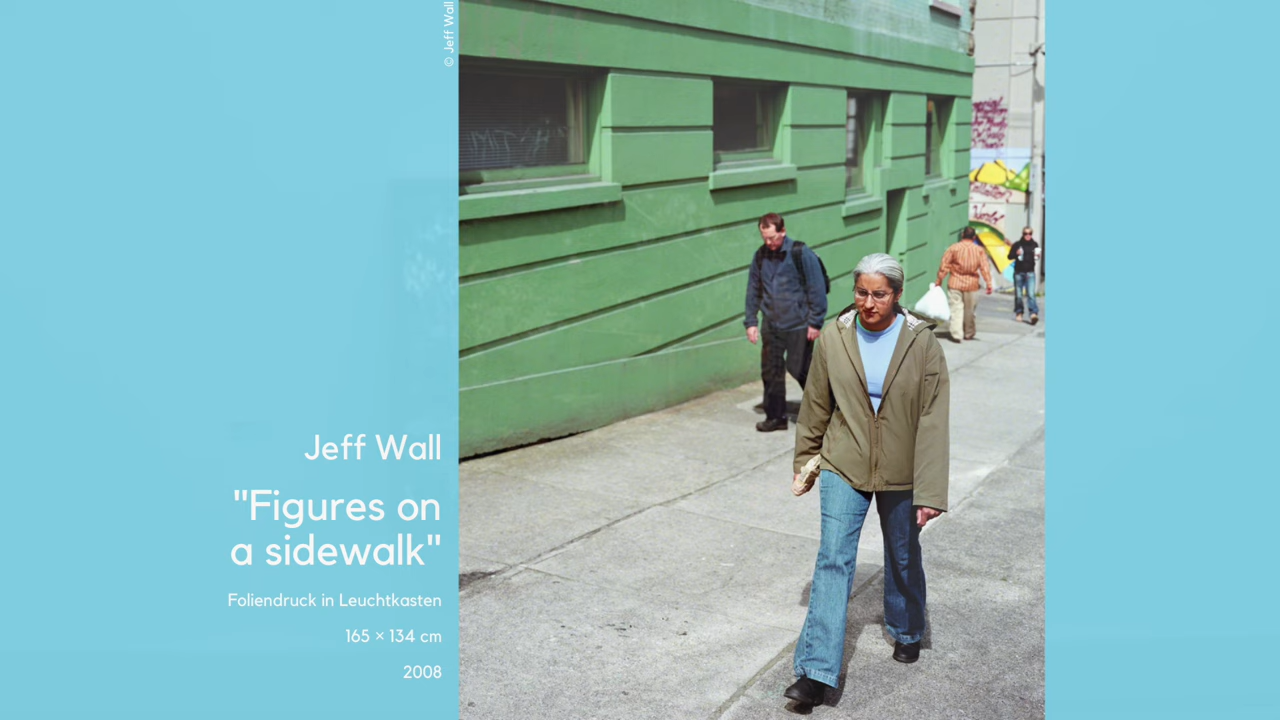 © Jeff Wall
Jeff Wall
"Figures on
a sidewalk"
Foliendruck in Leuchtkasten
165 × 134 cm
2008